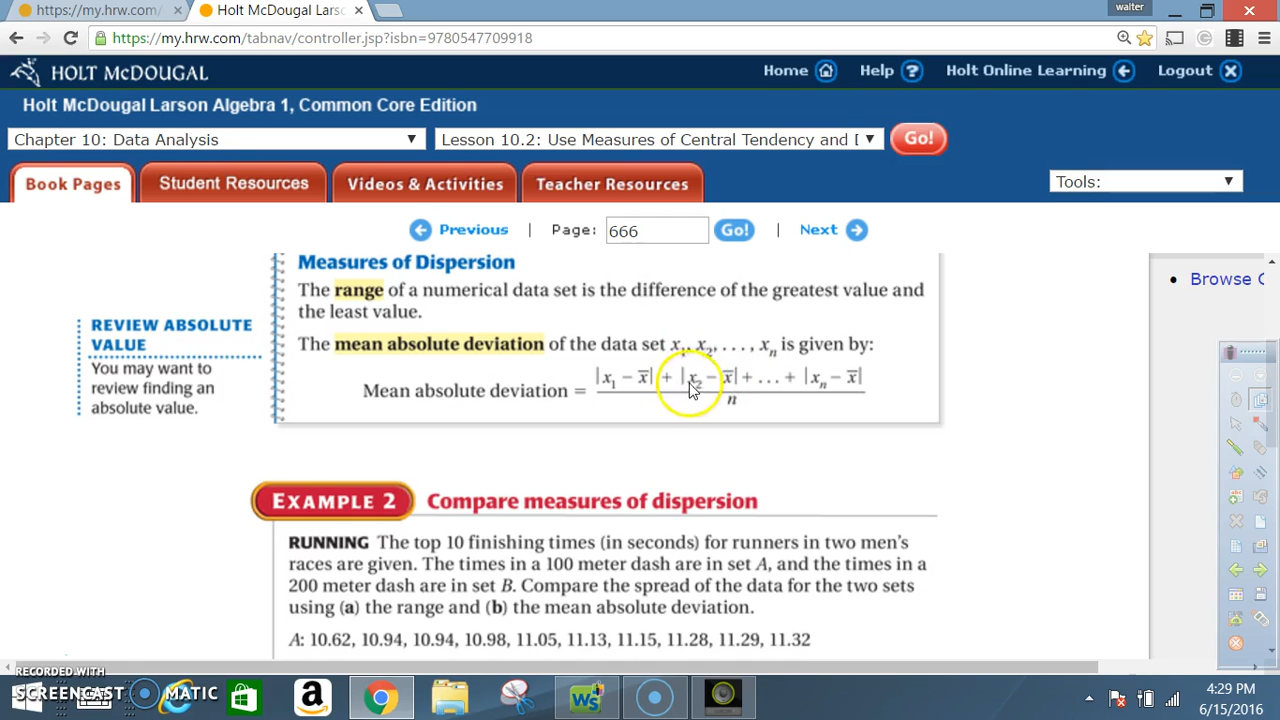 https://my.hrw.com/tabnav/ × Holt McDougal Larso ×
walter
https://my.hrw.com/tabnav/controller.jsp?isbn=9780547709918
HOLT MCDOUGAL
Home Help ? Holt Online Learning Logout X
Holt McDougal Larson Algebra 1, Common Core Edition
Chapter 10: Data Analysis Lesson 10.2: Use Measures of Central Tendency and Go!
Book Pages Student Resources Videos & Activities Teacher Resources Tools:
Previous | Page: 666 Go! | Next
Measures of Dispersion
The range of a numerical data set is the difference of the greatest value and
the least value.
The mean absolute deviation of the data set x₁, x₂, . . . , xₙ is given by:
Mean absolute deviation = |x₁ − x̅| + |x₂ − x̅| + . . . + |xₙ − x̅|
n
REVIEW ABSOLUTE
VALUE
You may want to
review finding an
absolute value.
• Browse
EXAMPLE 2 Compare measures of dispersion
RUNNING The top 10 finishing times (in seconds) for runners in two men's
races are given. The times in a 100 meter dash are in set A, and the times in a
200 meter dash are in set B. Compare the spread of the data for the two sets
using (a) the range and (b) the mean absolute deviation.
A: 10.62, 10.94, 10.94, 10.98, 11.05, 11.13, 11.15, 11.28, 11.29, 11.32
RECORDED WITH
SCREENCAST MATIC
4:29 PM
6/15/2016